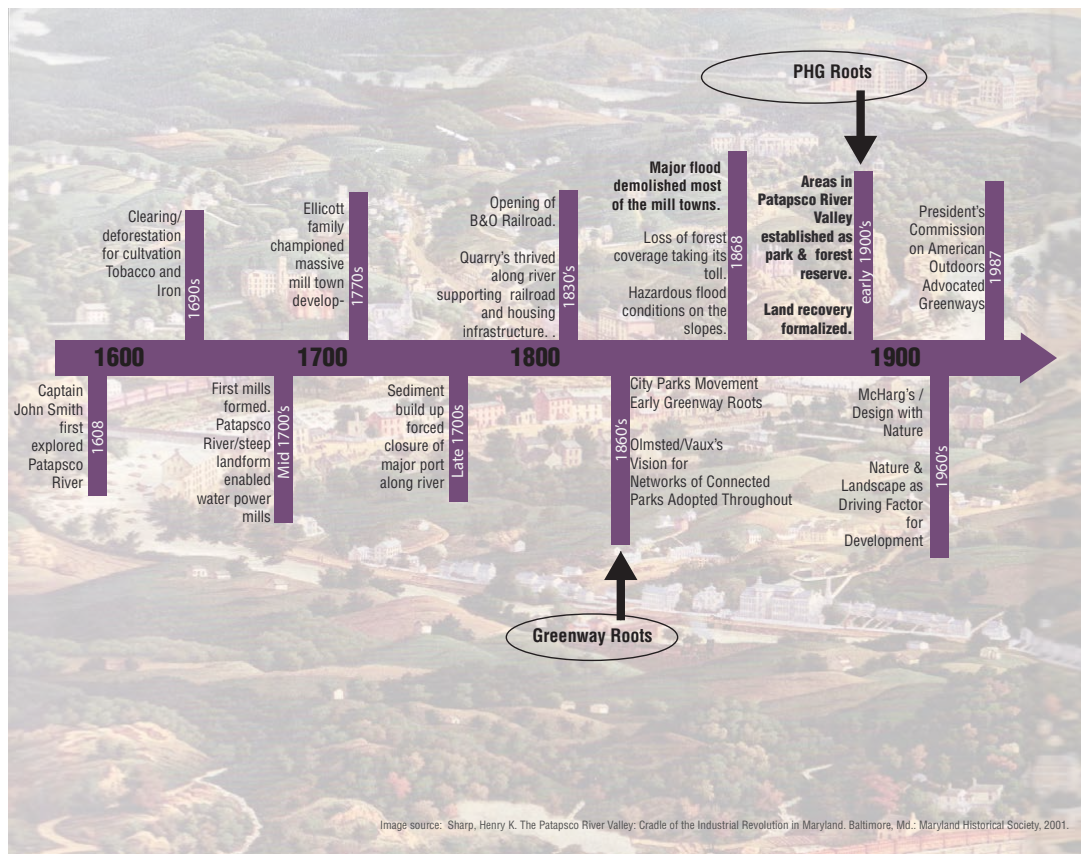 PHG Roots
Clearing/
deforestation
for cultivation
Tobacco and
Iron
1690s
Ellicott
family
championed
massive
mill town
develop-
1770s
Opening of
B&O Railroad.
Quarry's thrived
along river
supporting railroad
and housing
infrastructure. .
1830's
Major flood
demolished most
of the mill towns.
Loss of forest
coverage taking its
toll.
Hazardous flood
conditions on the
slopes.
1868
Areas in
Patapsco River
Valley
established as
park & forest
reserve.
Land recovery
formalized.
early 1900's
President's
Commission
on American
Outdoors
Advocated
Greenways
1987
1600
1700
1800
1900
Captain
John Smith
first
explored
Patapsco
River
1608
First mills
formed.
Patapsco
River/steep
landform
enabled
water power
mills
Mid 1700's
Sediment
build up
forced
closure of
major port
along river
Late 1700s
1860's
City Parks Movement
Early Greenway Roots
Olmsted/Vaux's
Vision for
Networks of Connected
Parks Adopted Throughout
McHarg's /
Design with
Nature
Nature &
Landscape as
Driving Factor
for
Development
1960's
Greenway Roots
Image source: Sharp, Henry K. The Patapsco River Valley: Cradle of the Industrial Revolution in Maryland. Baltimore, Md.: Maryland Historical Society, 2001.